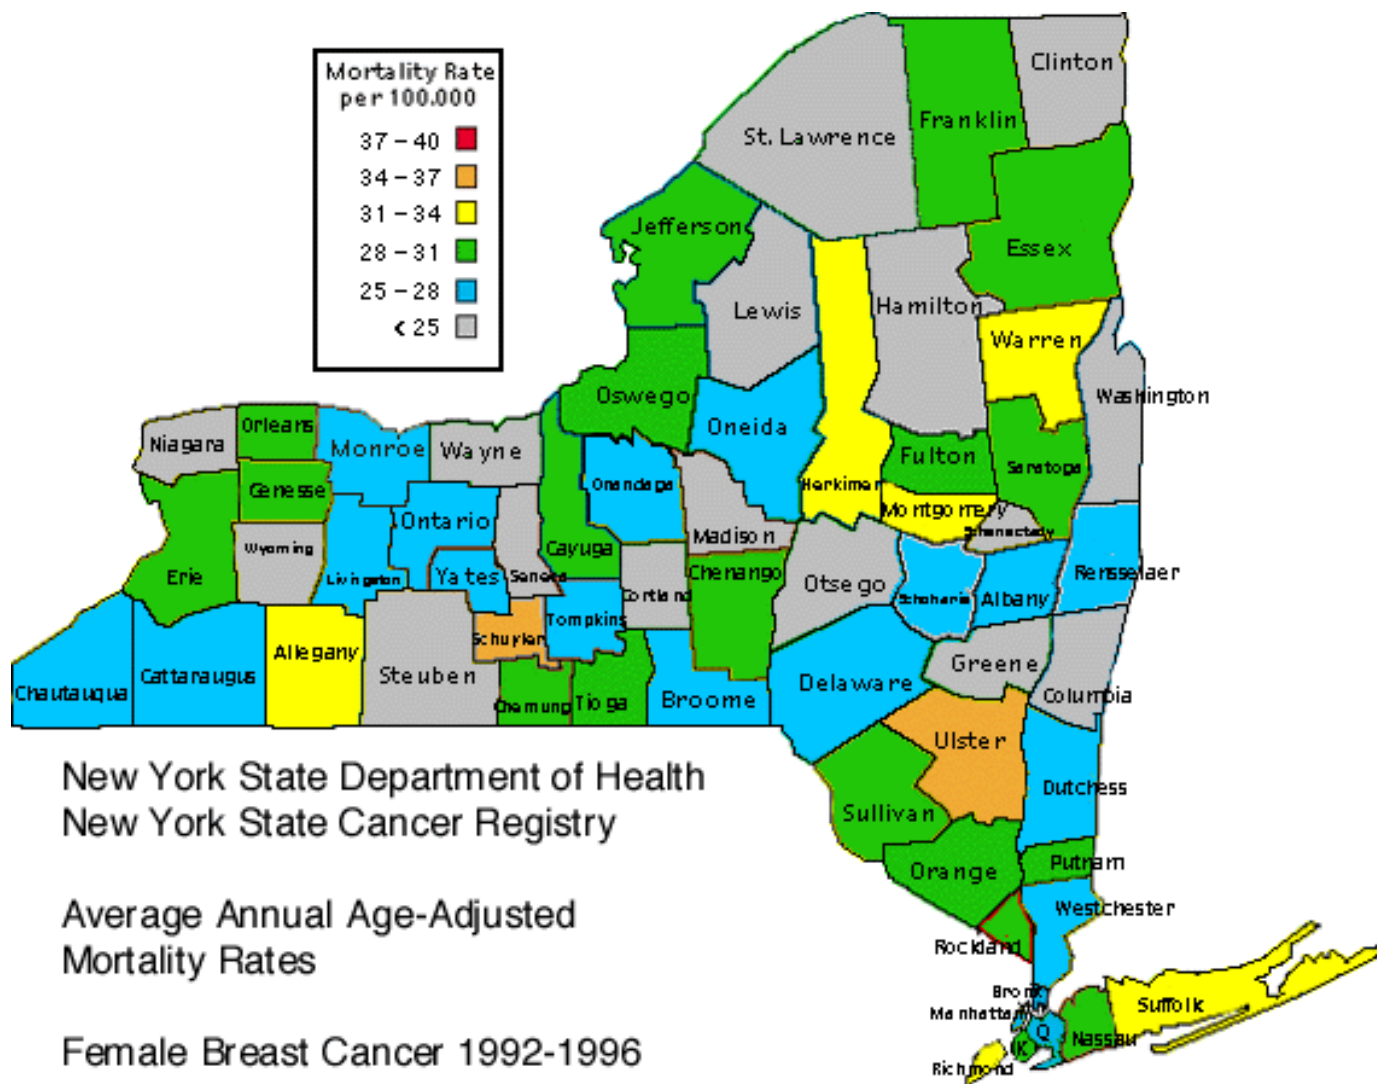 Mortality Rate
per 100.000
37 – 40
34 – 37
31 – 34
28 – 31
25 – 28
< 25
Clinton
Franklin
St. Lawrence
Jefferson
Essex
Lewis
Hamilton
Warren
Oswego
Washington
Oneida
Orleans
Niagara
Monroe
Wayne
Fulton
Saratoga
Herkimer
Onandaga
Genesse
Montgomery
Ontario
Schenectady
Madison
Wyoming
Cayuga
Erie
Livingston
Yates
Seneca
Chenango
Otsego
Rensselaer
Cortland
Schoharie
Albany
Tompkins
Schuyler
Allegany
Greene
Steuben
Cattaraugus
Chautauqua
Delaware
Columbia
Chemung
Tioga
Broome
Ulster
Dutchess
Sullivan
Putnam
Orange
Westchester
Rockland
Bronx
Manhattan
Suffolk
Q
K
Nassau
Richmond
New York State Department of Health
New York State Cancer Registry
Average Annual Age-Adjusted
Mortality Rates
Female Breast Cancer 1992-1996